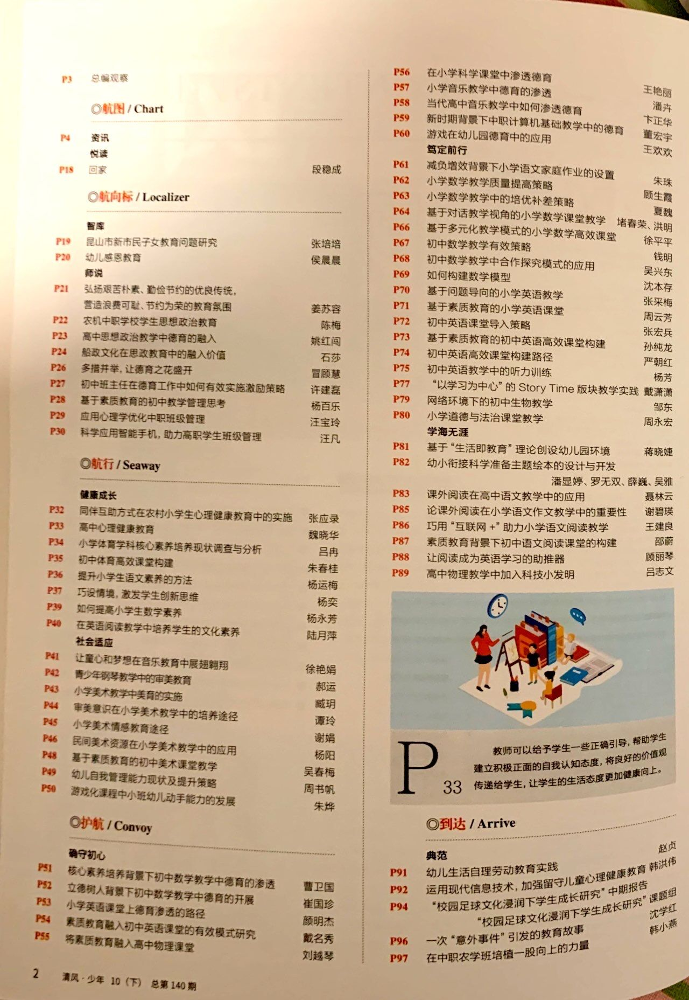 P3 总编观察
◎航图 / Chart
P4 资讯
悦读
P18 回家 段稳成
◎航向标 / Localizer
智库
P19 昆山市新市民子女教育问题研究 张培培
P20 幼儿感恩教育 侯晨晨
师说
P21 弘扬艰苦朴素、勤俭节约的优良传统，
营造浪费可耻、节约为荣的教育氛围 姜苏容
P22 农机中职学校学生思想政治教育 陈梅
P23 高中思想政治教学中德育的融入 姚红闯
P24 船政文化在思政教育中的融入价值 石莎
P26 多措并举，让德育之花盛开 冒顾慧
P27 初中班主任在德育工作中如何有效实施激励策略 许建磊
P28 基于素质教育的初中教学管理思考 杨百乐
P29 应用心理学优化中职班级管理 汪宝玲
P30 科学应用智能手机，助力高职学生班级管理 汪凡
◎航行 / Seaway
健康成长
P32 同伴互助方式在农村小学生心理健康教育中的实施 张应录
P33 高中心理健康教育 魏晓华
P34 小学体育学科核心素养培养现状调查与分析 吕冉
P35 初中体育高效课堂构建 朱春桂
P36 提升小学生语文素养的方法 杨运梅
P37 巧设情境，激发学生创新思维 杨奕
P39 如何提高小学生数学素养 杨永芳
P40 在英语阅读教学中培养学生的文化素养 陆月萍
社会适应
P41 让童心和梦想在音乐教育中展翅翱翔 徐艳娟
P42 青少年钢琴教学中的审美教育 郝运
P43 小学美术教学中美育的实施 臧玥
P44 审美意识在小学美术教学中的培养途径 谭玲
P45 小学美术情感教育途径 谢娟
P46 民间美术资源在小学美术教学中的应用 杨阳
P48 基于素质教育的初中美术课堂教学 吴春梅
P49 幼儿自我管理能力现状及提升策略 周书帆
P50 游戏化课程中小班幼儿动手能力的发展 朱烨
◎护航 / Convoy
确守初心
P51 核心素养培养背景下初中数学教学中德育的渗透 曹卫国
P52 立德树人背景下初中数学教学中德育的开展 崔国珍
P53 小学英语课堂上德育渗透的路径 颜明杰
P54 素质教育融入初中英语课堂的有效模式研究 戴名秀
P55 将素质教育融入高中物理课堂 刘越琴
2 清风·少年 10（下） 总第 140 期
P56 在小学科学课堂中渗透德育 王艳丽
P57 小学音乐教学中德育的渗透 潘卉
P58 当代高中音乐教学中如何渗透德育 卞正华
P59 新时期背景下中职计算机基础教学中的德育 董宏宇
P60 游戏在幼儿园德育中的应用 王欢欢
笃定前行
P61 减负增效背景下小学语文家庭作业的设置 朱珠
P62 小学数学教学质量提高策略 顾生霞
P63 小学数学教学中的培优补差策略 夏魏
P64 基于对话教学视角的小学数学课堂教学 堵春荣、洪明
P66 基于多元化教学模式的小学数学高效课堂 徐平平
P67 初中数学教学有效策略 钱明
P68 初中数学教学中合作探究模式的应用 吴兴东
P69 如何构建数学模型 沈本存
P70 基于问题导向的小学英语教学 张采梅
P71 基于素质教育的小学英语课堂 周云芳
P72 初中英语课堂导入策略 张宏兵
P73 基于素质教育的初中英语高效课堂构建 孙纯龙
P74 初中英语高效课堂构建路径 严朝红
P75 初中英语教学中的听力训练 杨芳
P77 “以学习为中心”的 Story Time 版块教学实践 戴潇潇
P79 网络环境下的初中生物教学 邹东
P80 小学道德与法治课堂教学 周永宏
学海无涯
P81 基于“生活即教育”理论创设幼儿园环境 蒋晓婕
P82 幼小衔接科学准备主题绘本的设计与开发
潘显婷、罗无双、薛巍、吴雅
P83 课外阅读在高中语文教学中的应用 聂林云
P85 论课外阅读在小学语文作文教学中的重要性 谢碧瑛
P86 巧用“互联网 +”助力小学语文阅读教学 王建良
P87 素质教育背景下初中语文阅读课堂的构建 邵蔚
P88 让阅读成为英语学习的助推器 顾丽琴
P89 高中物理教学中加入科技小发明 吕志文
P 33
教师可以给予学生一些正确引导，帮助学生
建立积极正面的自我认知态度，将良好的价值观
传递给学生，让学生的生活态度更加健康向上。
◎到达 / Arrive
典范
P91 幼儿生活自理劳动教育实践 赵贞
P92 运用现代信息技术，加强留守儿童心理健康教育 韩洪伟
P94 “校园足球文化浸润下学生成长研究”中期报告
“校园足球文化浸润下学生成长研究”课题组
P96 一次“意外事件”引发的教育故事 沈学红
P97 在中职农学班培植一股向上的力量 韩小燕